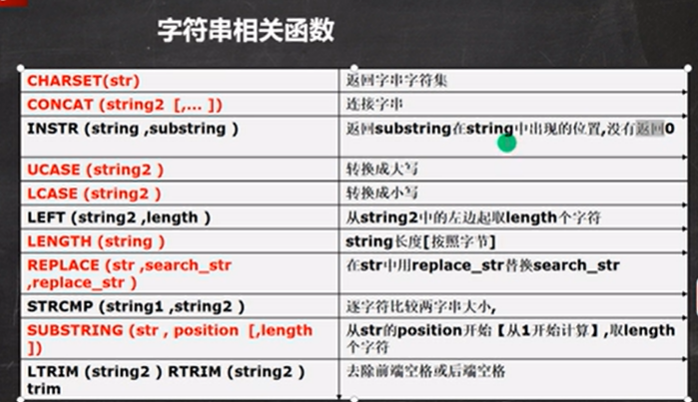 字符串相关函数
CHARSET(str) 返回字串字符集
CONCAT (string2 [,... ]) 连接字串
INSTR (string ,substring ) 返回substring在string中出现的位置,没有返回0
UCASE (string2 ) 转换成大写
LCASE (string2 ) 转换成小写
LEFT (string2 ,length ) 从string2中的左边起取length个字符
LENGTH (string ) string长度[按照字节]
REPLACE (str ,search_str
,replace_str ) 在str中用replace_str替换search_str
STRCMP (string1 ,string2 ) 逐字符比较两字串大小,
SUBSTRING (str , position [,length
]) 从str的position开始【从1开始计算】,取length
个字符
LTRIM (string2 ) RTRIM (string2 )
trim 去除前端空格或后端空格